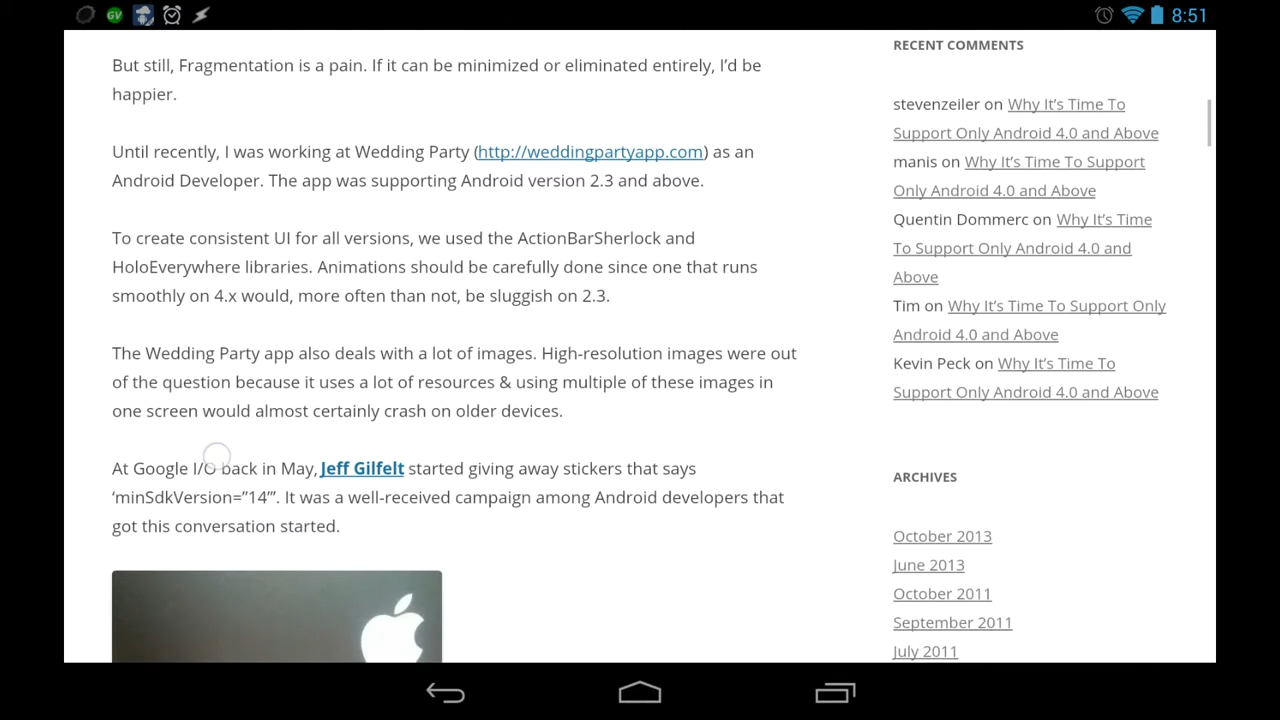 GV
8:51
But still, Fragmentation is a pain. If it can be minimized or eliminated entirely, I’d be
happier.
Until recently, I was working at Wedding Party (http://weddingpartyapp.com) as an
Android Developer. The app was supporting Android version 2.3 and above.
To create consistent UI for all versions, we used the ActionBarSherlock and
HoloEverywhere libraries. Animations should be carefully done since one that runs
smoothly on 4.x would, more often than not, be sluggish on 2.3.
The Wedding Party app also deals with a lot of images. High-resolution images were out
of the question because it uses a lot of resources & using multiple of these images in
one screen would almost certainly crash on older devices.
At Google I/O back in May, Jeff Gilfelt started giving away stickers that says
‘minSdkVersion=”14″’. It was a well-received campaign among Android developers that
got this conversation started.
RECENT COMMENTS
stevenzeiler on Why It’s Time To
Support Only Android 4.0 and Above
manis on Why It’s Time To Support
Only Android 4.0 and Above
Quentin Dommerc on Why It’s Time
To Support Only Android 4.0 and
Above
Tim on Why It’s Time To Support Only
Android 4.0 and Above
Kevin Peck on Why It’s Time To
Support Only Android 4.0 and Above
ARCHIVES
October 2013
June 2013
October 2011
September 2011
July 2011